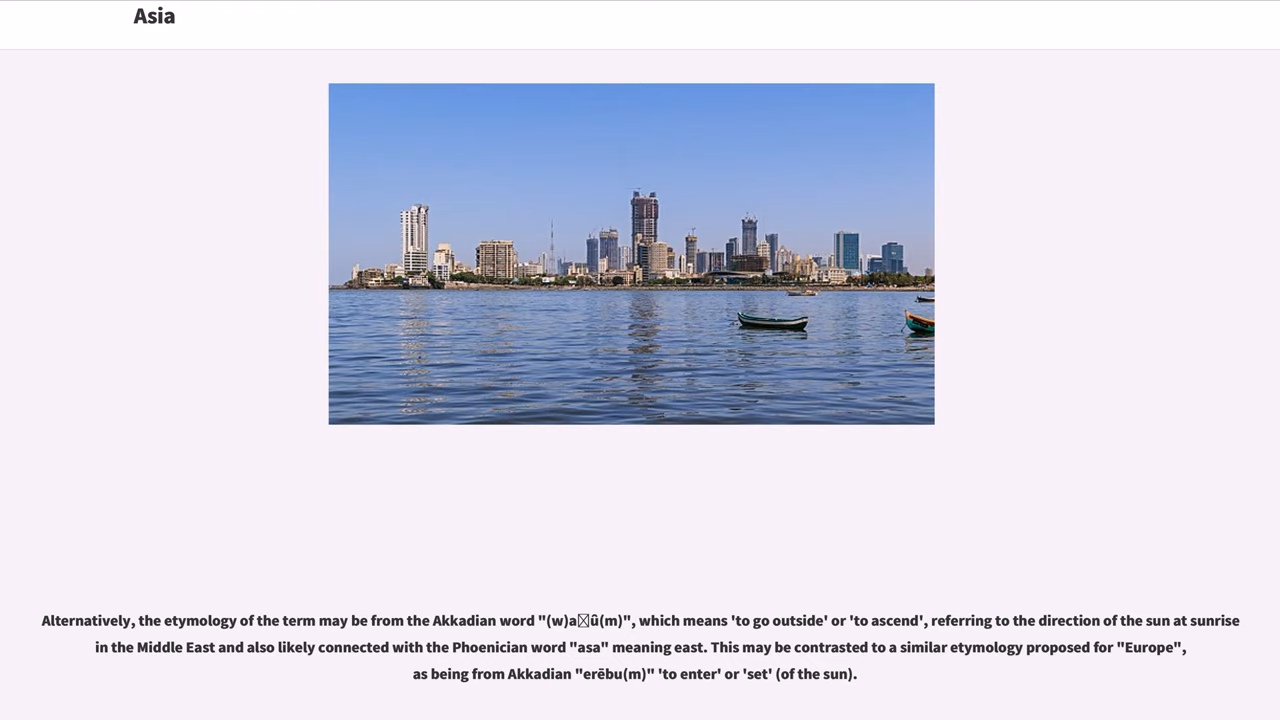 Asia
Alternatively, the etymology of the term may be from the Akkadian word "(w)a□û(m)", which means 'to go outside' or 'to ascend', referring to the direction of the sun at sunrise
in the Middle East and also likely connected with the Phoenician word "asa" meaning east. This may be contrasted to a similar etymology proposed for "Europe",
as being from Akkadian "erēbu(m)" 'to enter' or 'set' (of the sun).